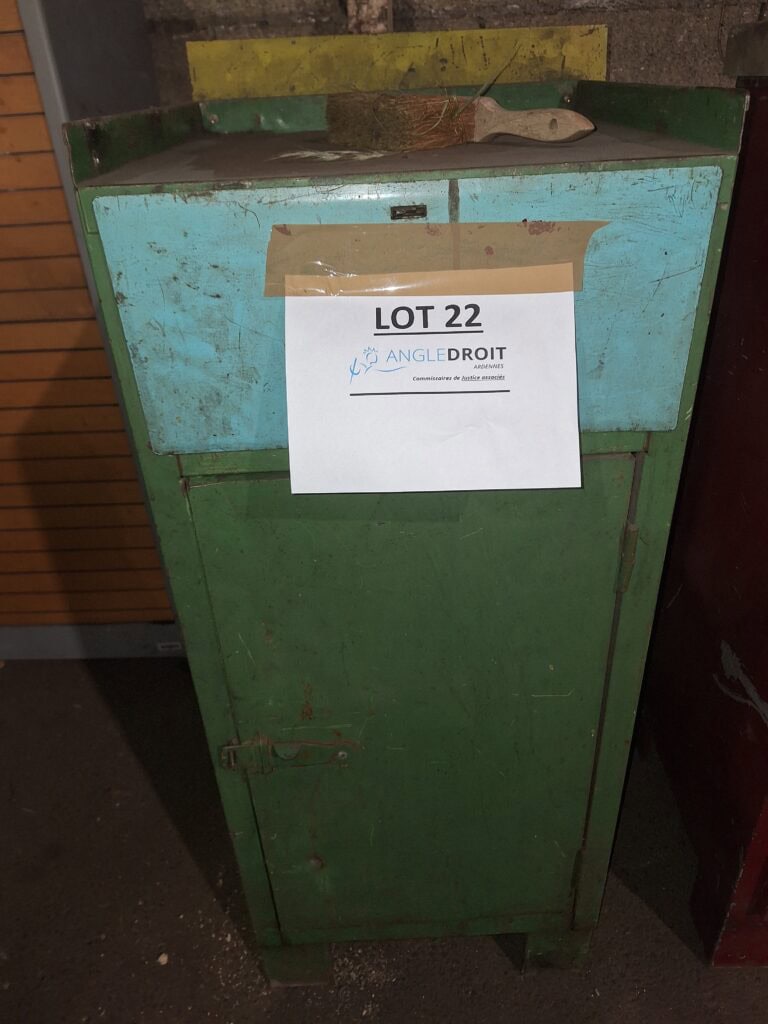 LOT 22
ANGLEDROIT
ARDENNES
Commissaires de Justice associés